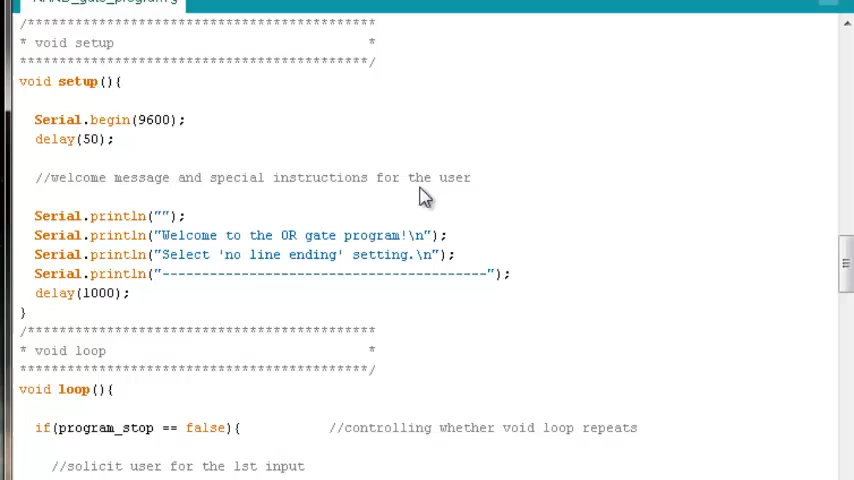 NAND_gate_program§
/********************************************
* void setup *
********************************************/
void setup(){
Serial.begin(9600);
delay(50);
//welcome message and special instructions for the user
Serial.println("");
Serial.println("Welcome to the OR gate program!\n");
Serial.println("Select 'no line ending' setting.\n");
Serial.println("-----------------------------------------");
delay(1000);
}
/********************************************
* void loop *
********************************************/
void loop(){
if(program_stop == false){ //controlling whether void loop repeats
//solicit user for the 1st input